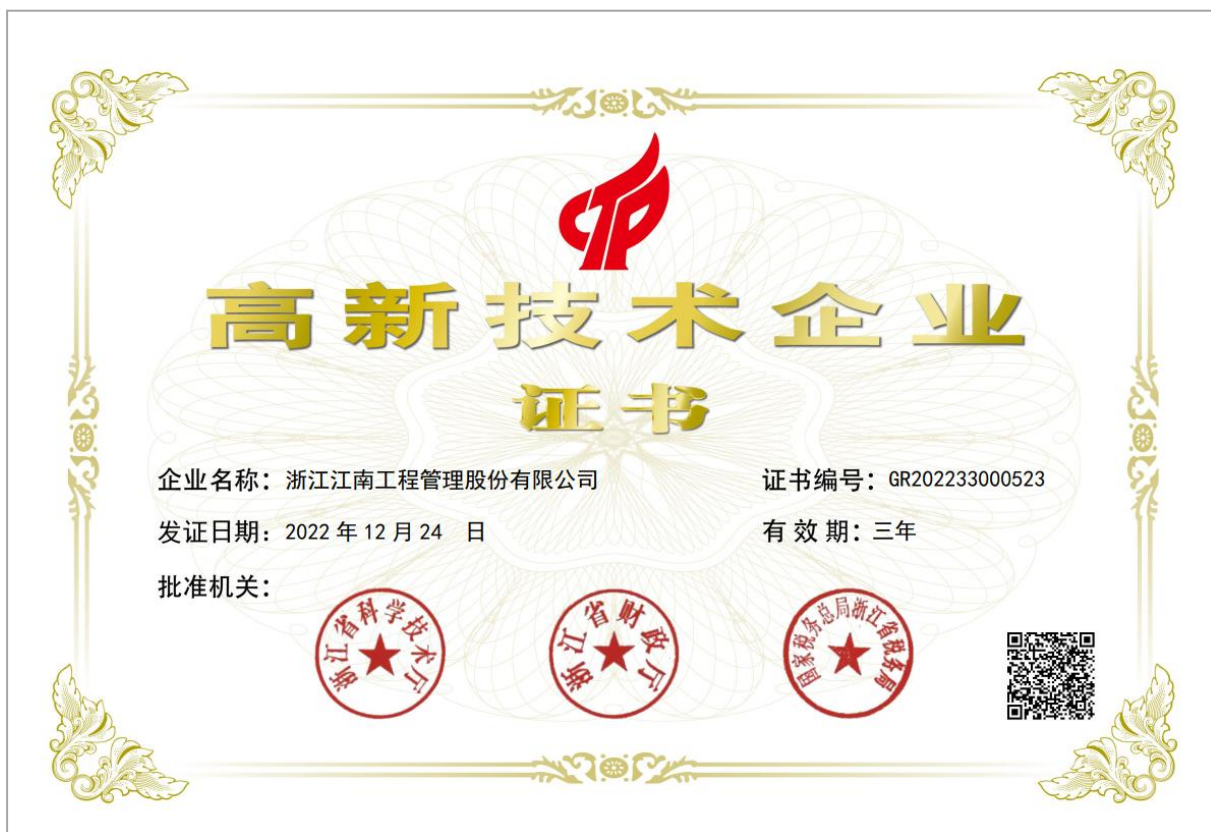 高新技术企业
证书
企业名称：浙江江南工程管理股份有限公司
证书编号：GR202233000523
发证日期：2022年12月24 日
有效期：三年
批准机关：
浙江省科学技术厅
浙江省财政厅
国家税务总局浙江省税务局